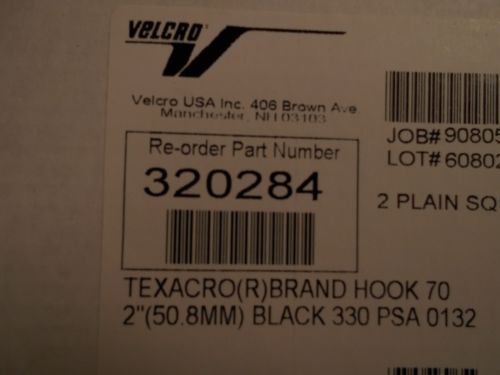 VELCRO
Velcro USA Inc. 406 Brown Ave
Manchester, NH 03103
JOB# 90805
LOT# 60802
Re-order Part Number
320284
2 PLAIN SQ
TEXACRO(R)BRAND HOOK 70
2"(50.8MM) BLACK 330 PSA 0132